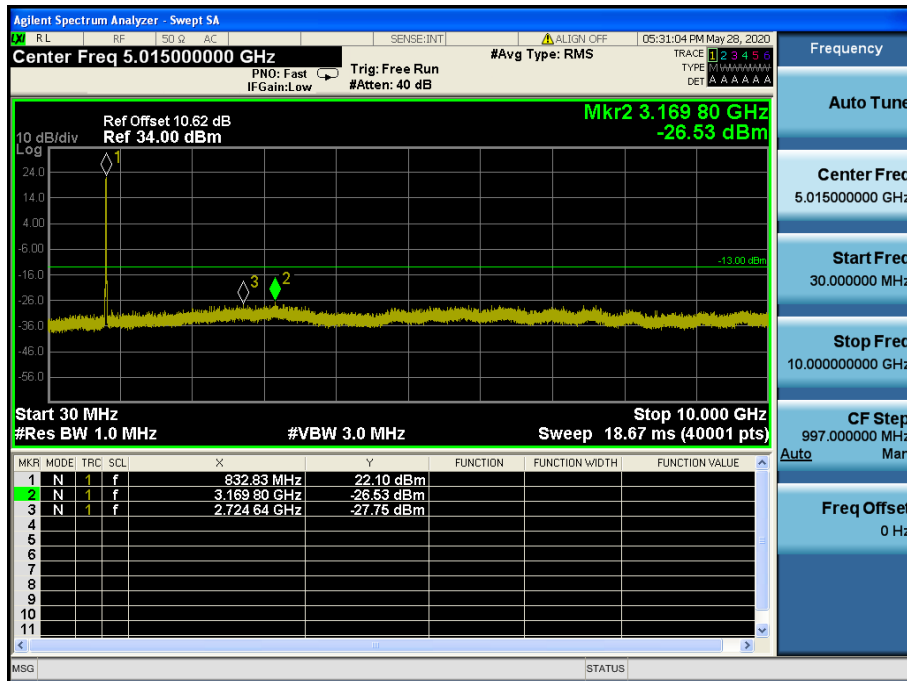 Agilent Spectrum Analyzer - Swept SA
LXI RL RF 50 Ω AC SENSE:INT ALIGN OFF 05:31:04 PM May 28, 2020
Center Freq 5.015000000 GHz
PNO: Fast
IFGain:Low
Trig: Free Run
#Atten: 40 dB
#Avg Type: RMS
TRACE 1 2 3 4 5 6
TYPE M W W W W W
DET A A A A A A
Mkr2 3.169 80 GHz
-26.53 dBm
Ref Offset 10.62 dB
10 dB/div Ref 34.00 dBm
Log
24.0
14.0
4.00
-6.00
-16.0
-26.0
-36.0
-46.0
-56.0
1
3
2
-13.00 dBm
Start 30 MHz Stop 10.000 GHz
#Res BW 1.0 MHz #VBW 3.0 MHz Sweep 18.67 ms (40001 pts)
MKR MODE TRC SCL X Y FUNCTION FUNCTION WIDTH FUNCTION VALUE
1 N 1 f 832.83 MHz 22.10 dBm
2 N 1 f 3.169 80 GHz -26.53 dBm
3 N 1 f 2.724 64 GHz -27.75 dBm
4
5
6
7
8
9
10
11
MSG STATUS
Frequency
Auto Tune
Center Freq
5.015000000 GHz
Start Freq
30.000000 MHz
Stop Freq
10.000000000 GHz
CF Step
997.000000 MHz
Auto Man
Freq Offset
0 Hz